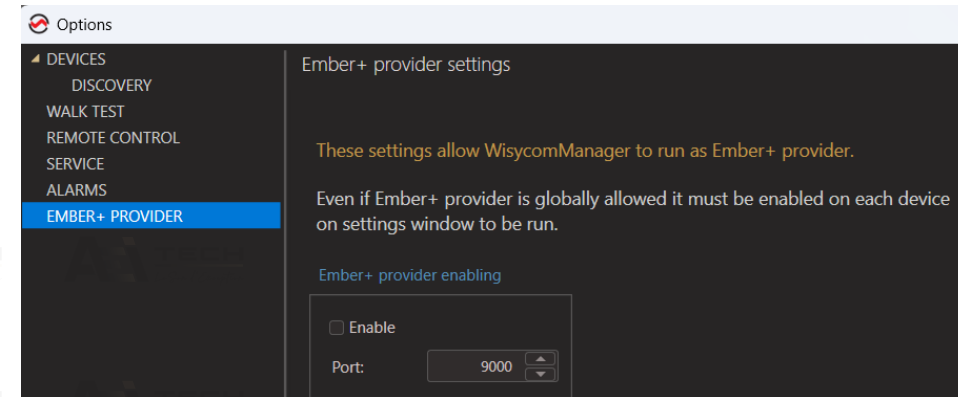 Options
DEVICES
DISCOVERY
WALK TEST
REMOTE CONTROL
SERVICE
ALARMS
EMBER+ PROVIDER
Ember+ provider settings
These settings allow WisycomManager to run as Ember+ provider.
Even if Ember+ provider is globally allowed it must be enabled on each device
on settings window to be run.
Ember+ provider enabling
Enable
Port:
9000